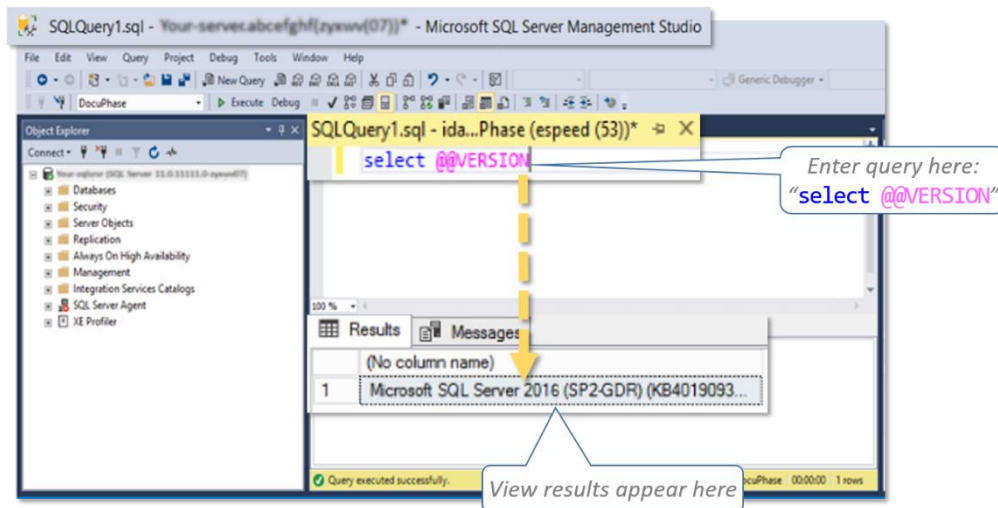 SQLQuery1.sql - Your-server.abcefghf(zyxwv(07))* - Microsoft SQL Server Management Studio
File Edit View Query Project Debug Tools Window Help
New Query Generic Debugger
DocuPhase Execute Debug
Object Explorer
SQLQuery1.sql - ida...Phase (espeed (53))*
Connect
select @@VERSION
Enter query here:
“select @@VERSION”
Databases
Security
Server Objects
Replication
Always On High Availability
Management
Integration Services Catalogs
SQL Server Agent
XE Profiler
100 %
Results Messages
(No column name)
1 Microsoft SQL Server 2016 (SP2-GDR) (KB4019093...
Query executed successfully. DocuPhase 00:00:00 1 rows
View results appear here